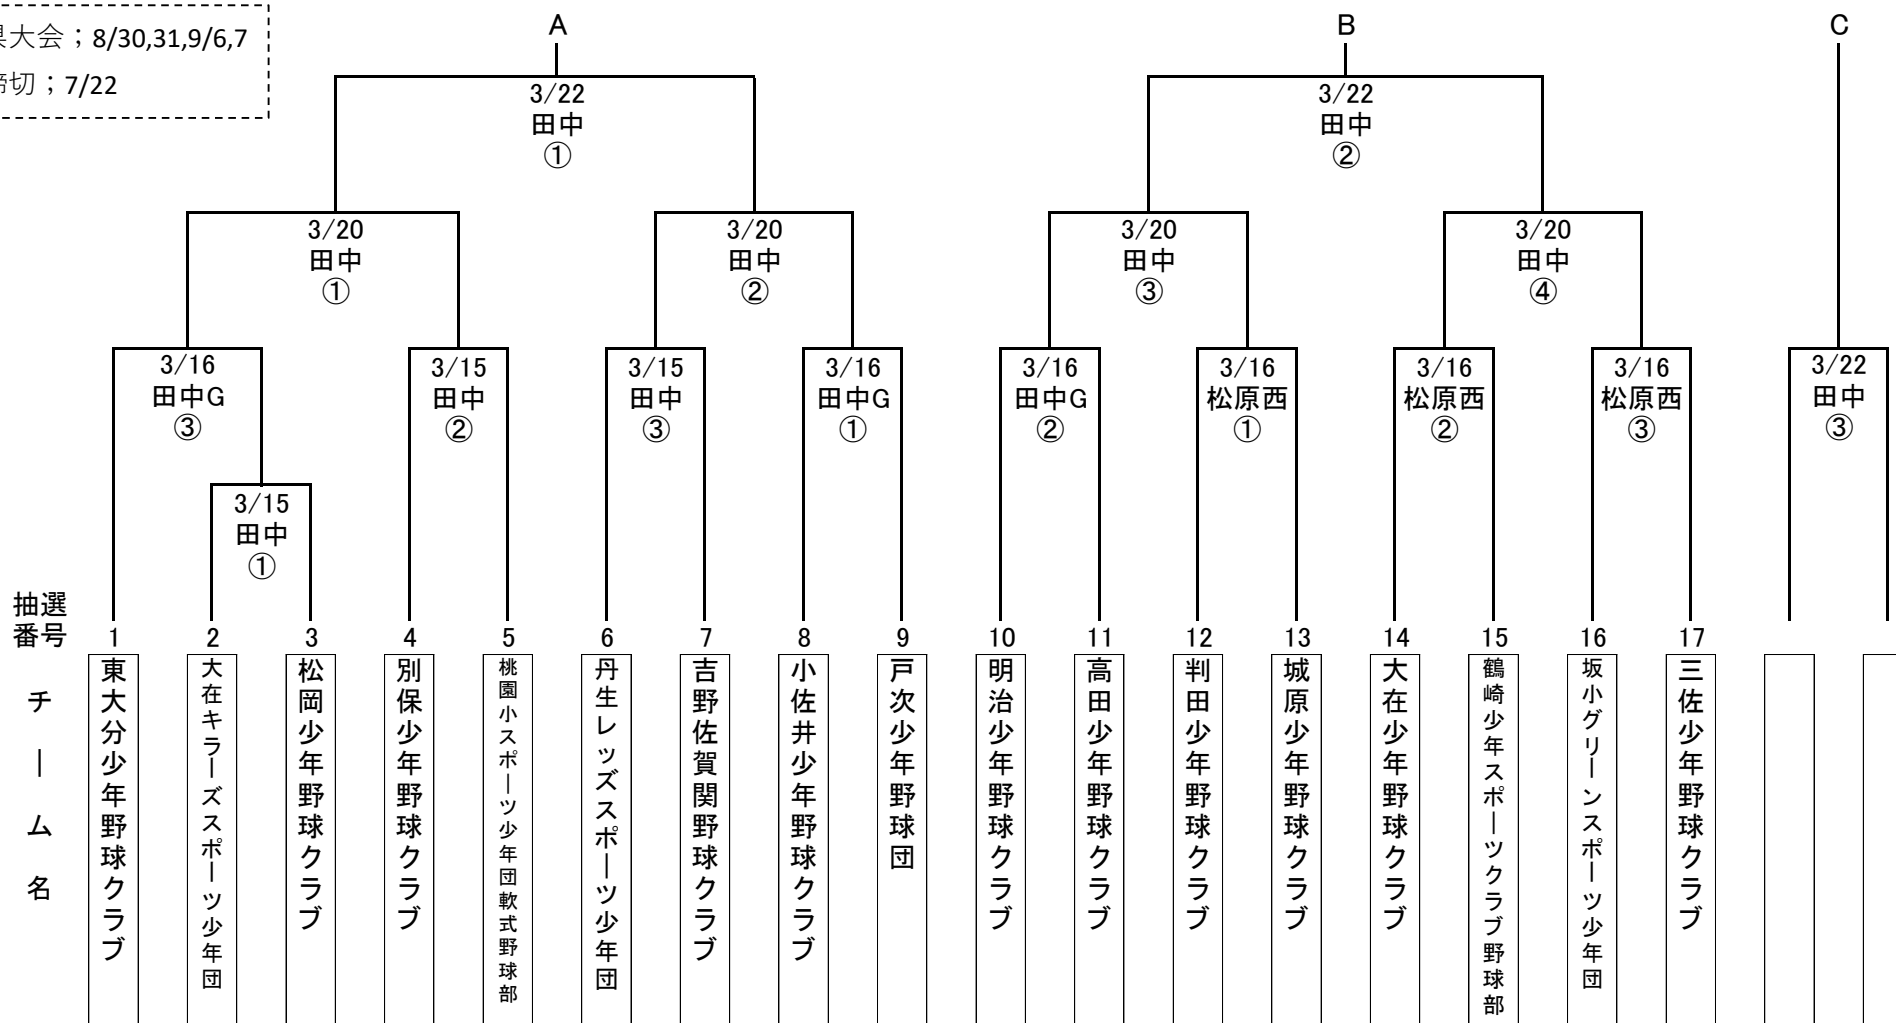 大会；8/30,31,9/6,7
切；7/22
A
B
C
3/22
田中
①
3/22
田中
②
3/20
田中
①
3/20
田中
②
3/20
田中
③
3/20
田中
④
3/16
田中G
③
3/15
田中
②
3/15
田中
③
3/16
田中G
①
3/16
田中G
②
3/16
松原西
①
3/16
松原西
②
3/16
松原西
③
3/22
田中
③
3/15
田中
①
抽選
番号
1
2
3
4
5
6
7
8
9
10
11
12
13
14
15
16
17
チーム名
東大分少年野球クラブ
大在キラーズスポーツ少年団
松岡少年野球クラブ
別保少年野球クラブ
桃園小スポーツ少年団軟式野球部
丹生レッズスポーツ少年団
吉野佐賀関野球クラブ
小佐井少年野球クラブ
戸次少年野球団
明治少年野球クラブ
高田少年野球クラブ
判田少年野球クラブ
城原少年野球クラブ
大在少年野球クラブ
鶴崎少年スポーツクラブ野球部
坂小グリーンスポーツ少年団
三佐少年野球クラブ